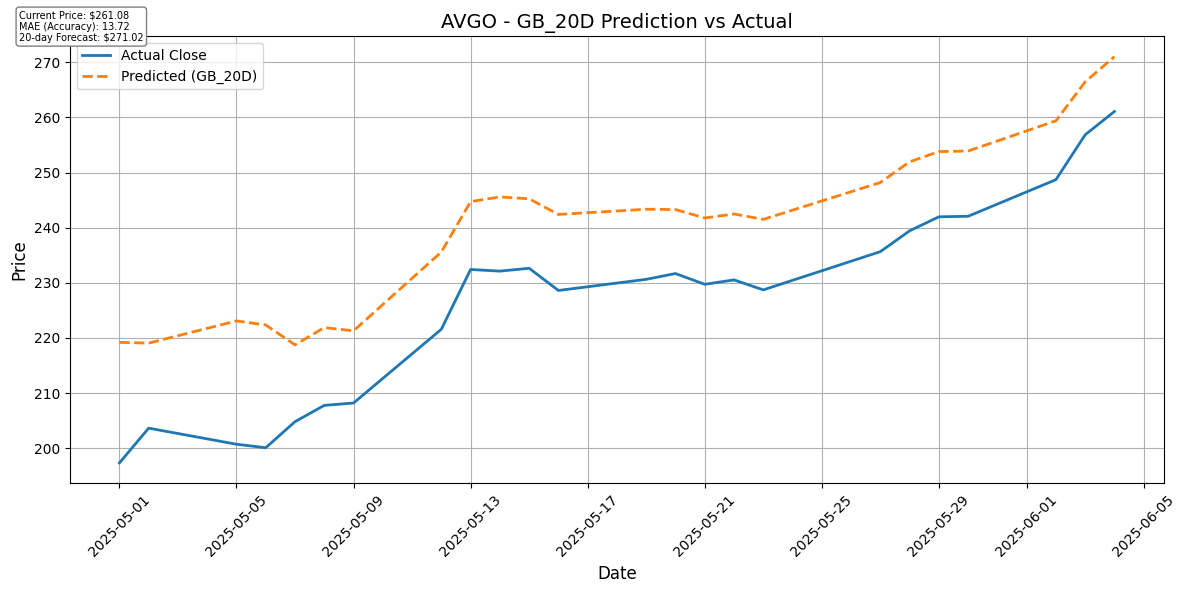 AVGO - GB_20D Prediction vs Actual
Current Price: $261.08
MAE (Accuracy): 13.72
20-day Forecast: $271.02
Actual Close
Predicted (GB_20D)
Price
270
260
250
240
230
220
210
200
2025-05-01
2025-05-05
2025-05-09
2025-05-13
2025-05-17
2025-05-21
2025-05-25
2025-05-29
2025-06-01
2025-06-05
Date